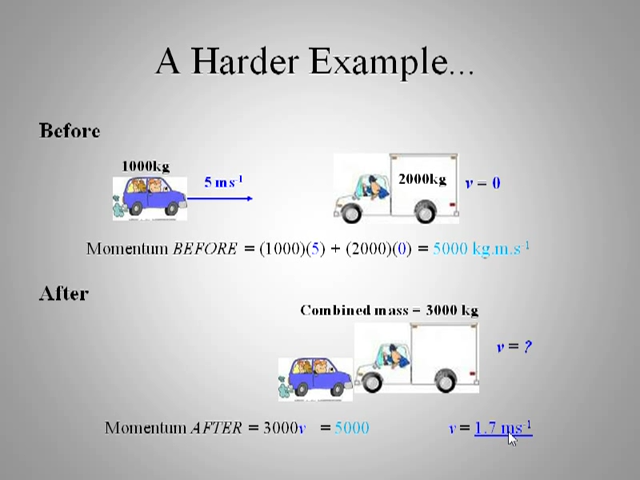 A Harder Example...
Before
1000kg
5 ms⁻¹
2000kg
v = 0
Momentum BEFORE = (1000)(5) + (2000)(0) = 5000 kg.m.s⁻¹
After
Combined mass = 3000 kg
v = ?
Momentum AFTER = 3000v = 5000
v = 1.7 ms⁻¹